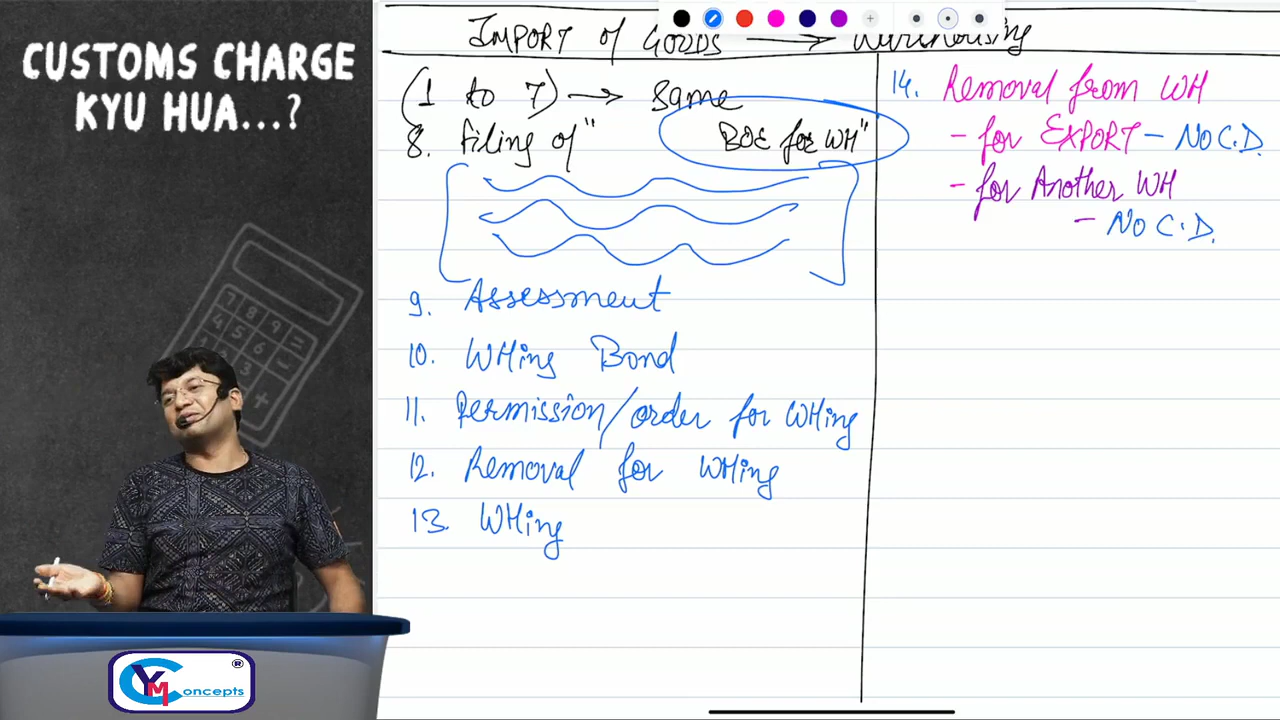 CUSTOMS CHARGE
KYU HUA...?
IMPORT of GOODS → Warehousing
(1 to 7) → Same
8. Filing of "BOE for WH"
9. Assessment
10. WHing Bond
11. Permission/order for WHing
12. Removal for WHing
13. WHing
14. Removal from WH
- for EXPORT - NO C.D.
- for Another WH
- NO C.D.
CYM Concepts ®